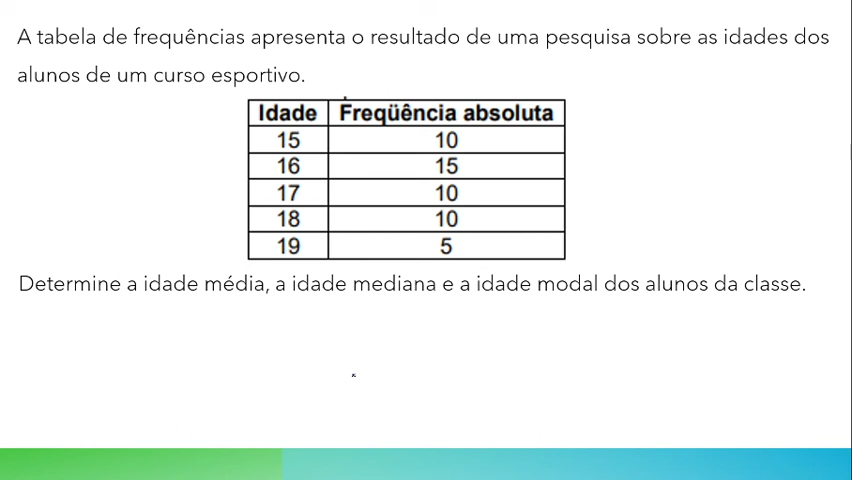 A tabela de frequências apresenta o resultado de uma pesquisa sobre as idades dos
alunos de um curso esportivo.
Idade Freqüência absoluta
15 10
16 15
17 10
18 10
19 5
Determine a idade média, a idade mediana e a idade modal dos alunos da classe.